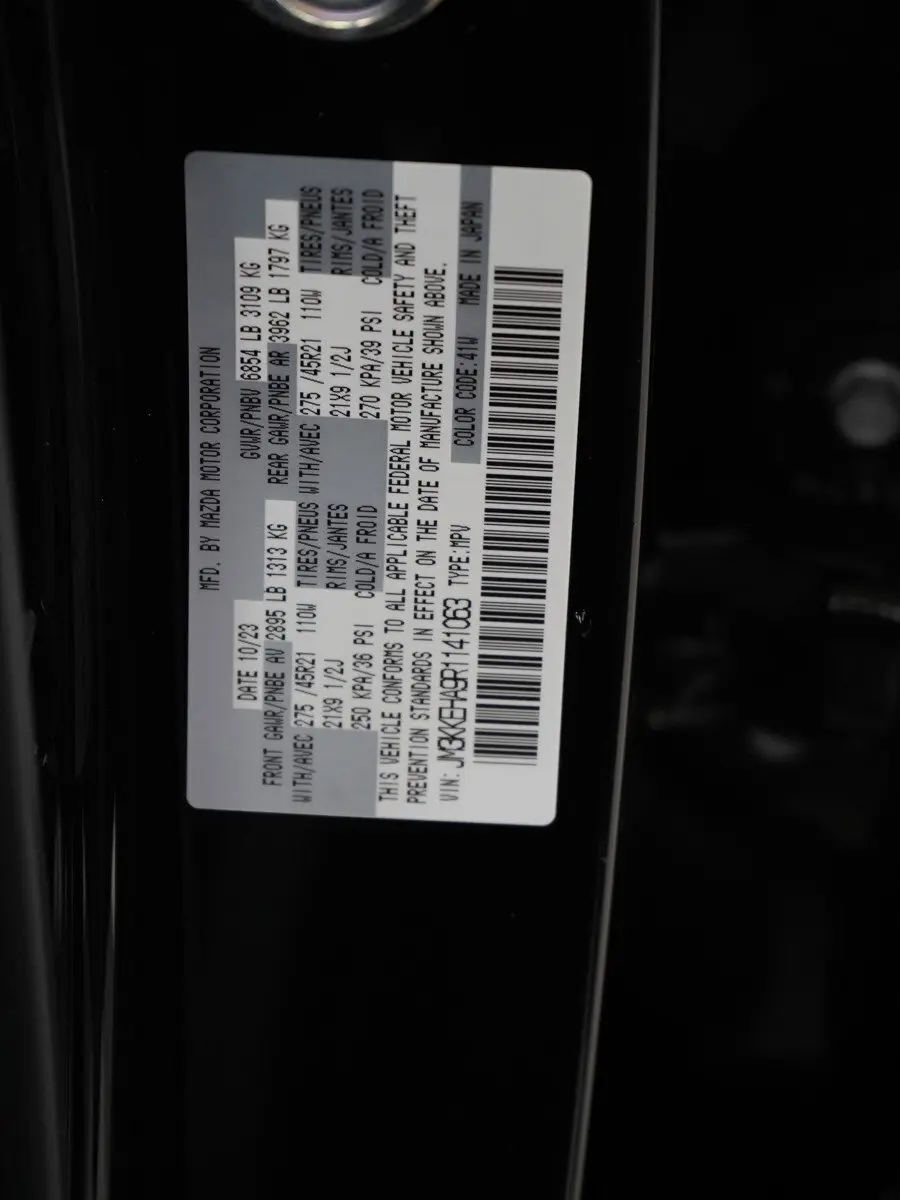 MFD. BY MAZDA MOTOR CORPORATION
DATE 10/23 GVWR/PNBV 6854 LB 3109 KG
FRONT GAWR/PNBE AV 2895 LB 1313 KG REAR GAWR/PNBE AR 3962 LB 1797 KG
WITH/AVEC 275 /45R21 110W TIRES/PNEUS WITH/AVEC 275 /45R21 110W TIRES/PNEUS
21X9 1/2J RIMS/JANTES 21X9 1/2J RIMS/JANTES
250 KPA/36 PSI COLD/A FROID 270 KPA/39 PSI COLD/A FROID
THIS VEHICLE CONFORMS TO ALL APPLICABLE FEDERAL MOTOR VEHICLE SAFETY AND THEFT
PREVENTION STANDARDS IN EFFECT ON THE DATE OF MANUFACTURE SHOWN ABOVE.
VIN: JM3KKEHA9R1141063 TYPE:MPV COLOR CODE:41W MADE IN JAPAN